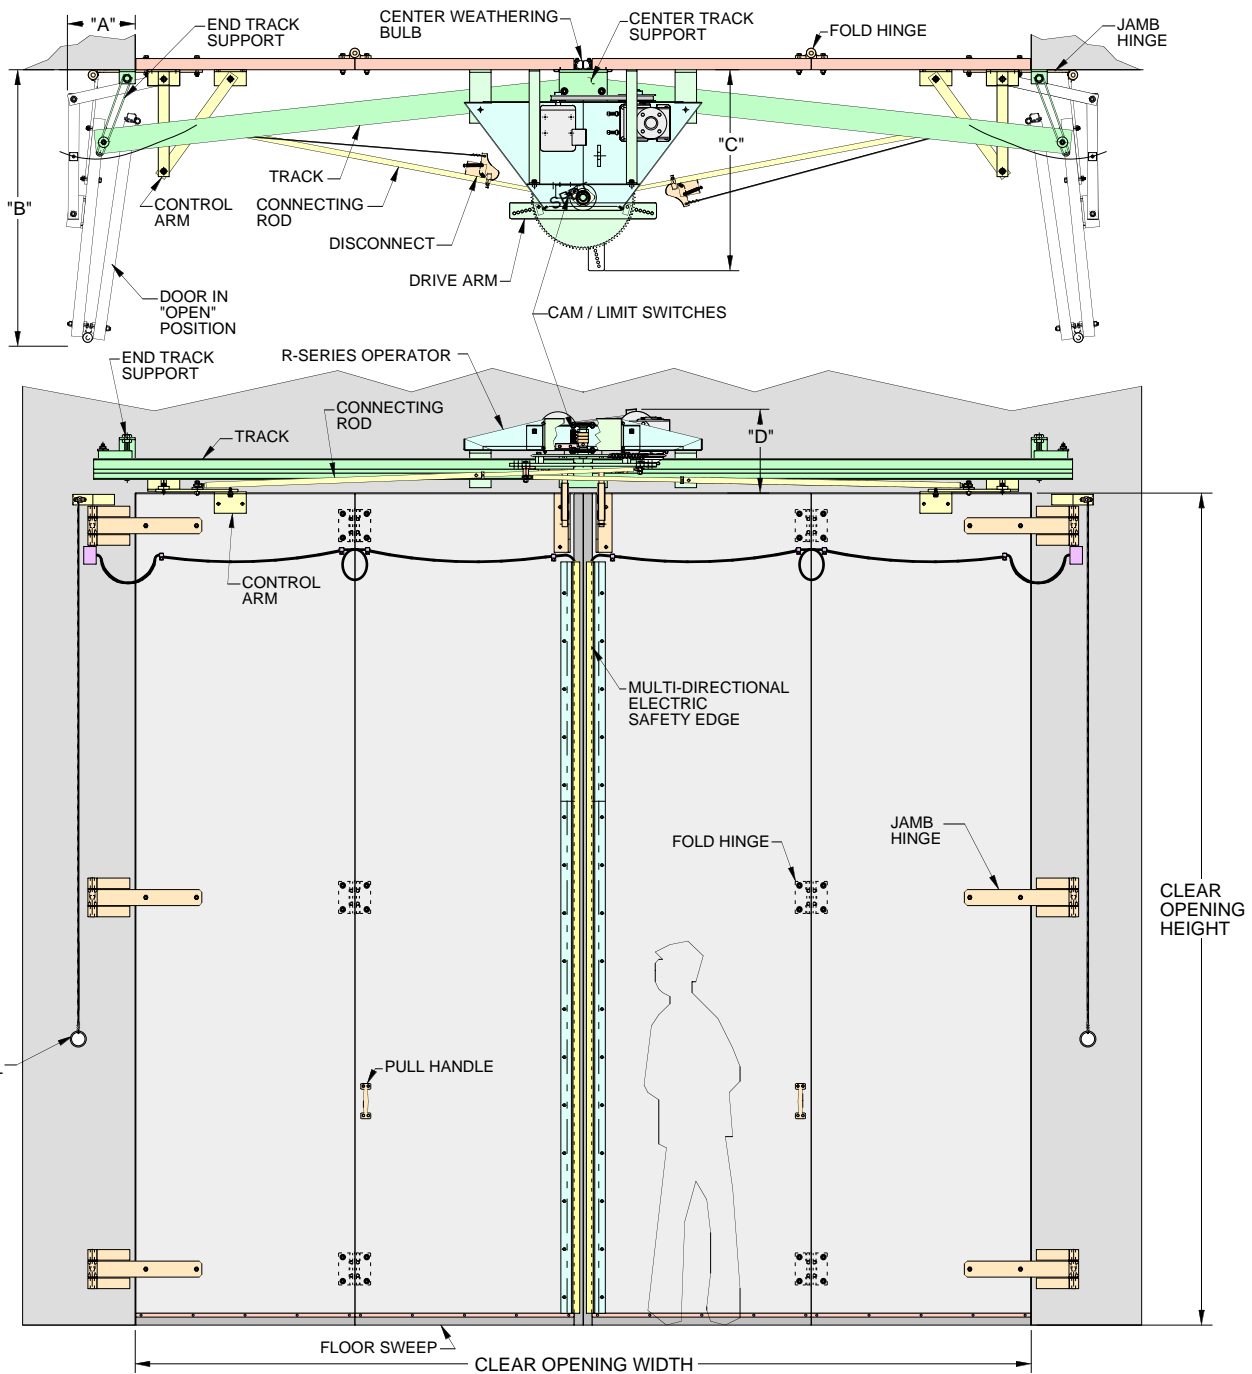 "A"
END TRACK
SUPPORT
CENTER WEATHERING
BULB
CENTER TRACK
SUPPORT
FOLD HINGE
JAMB
HINGE
"B"
"C"
TRACK
CONTROL
ARM
CONNECTING
ROD
DISCONNECT
DRIVE ARM
DOOR IN
"OPEN"
POSITION
CAM / LIMIT SWITCHES
END TRACK
SUPPORT
R-SERIES OPERATOR
CONNECTING
ROD
TRACK
"D"
CONTROL
ARM
MULTI-DIRECTIONAL
ELECTRIC
SAFETY EDGE
FOLD HINGE
JAMB
HINGE
CLEAR
OPENING
HEIGHT
PULL HANDLE
FLOOR SWEEP
CLEAR OPENING WIDTH